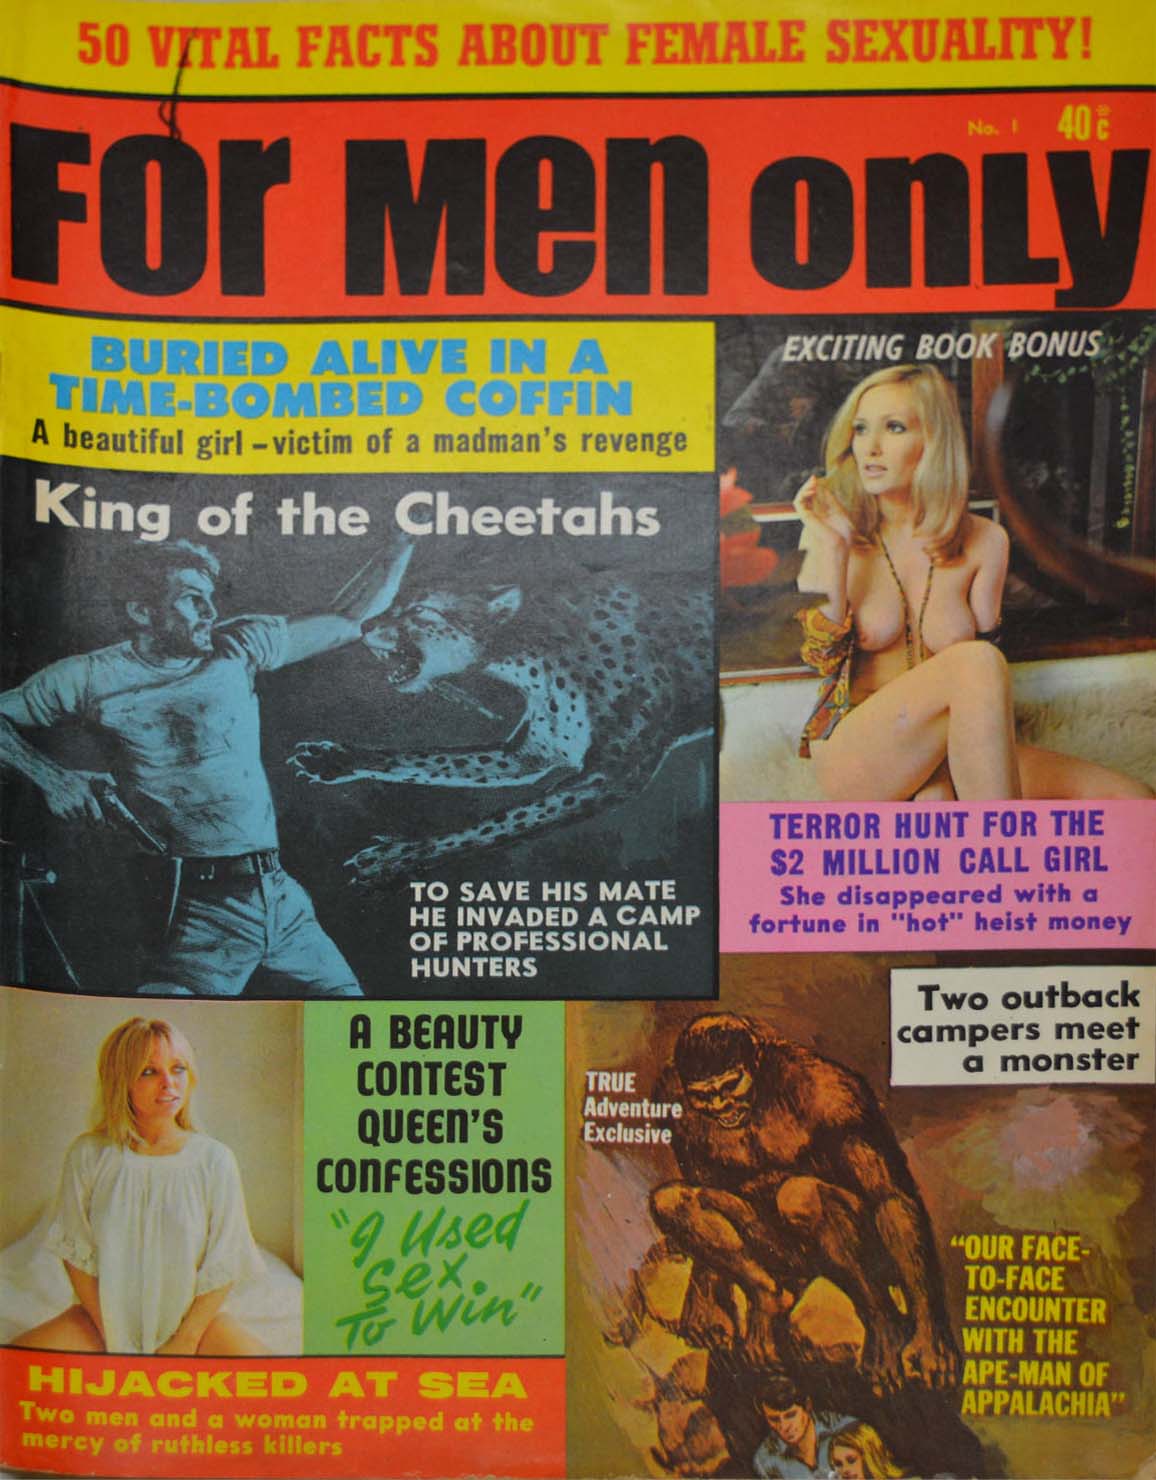 50 VITAL FACTS ABOUT FEMALE SEXUALITY!
No. 1 40c
FOr Men onLy
BURIED ALIVE IN A
TIME-BOMBED COFFIN
A beautiful girl – victim of a madman's revenge
EXCITING BOOK BONUS
King of the Cheetahs
TO SAVE HIS MATE
HE INVADED A CAMP
OF PROFESSIONAL
HUNTERS
TERROR HUNT FOR THE
$2 MILLION CALL GIRL
She disappeared with a
fortune in "hot" heist money
A BEAUTY
CONTEST
QUEEN'S
CONFESSIONS
"I Used
Sex
To Win"
Two outback
campers meet
a monster
TRUE
Adventure
Exclusive
"OUR FACE-
TO-FACE
ENCOUNTER
WITH THE
APE-MAN OF
APPALACHIA"
HIJACKED AT SEA
Two men and a woman trapped at the
mercy of ruthless killers